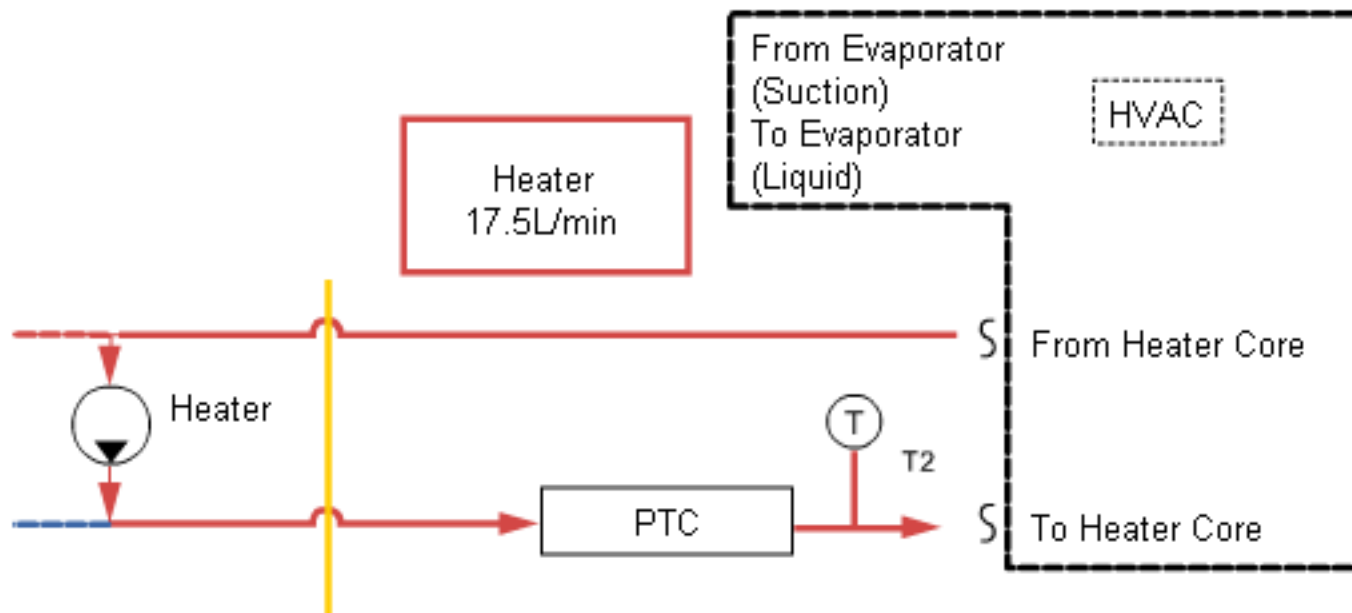 From Evaporator
(Suction)
To Evaporator
(Liquid)
HVAC
Heater
17.5L/min
From Heater Core
Heater
T
T2
PTC
To Heater Core